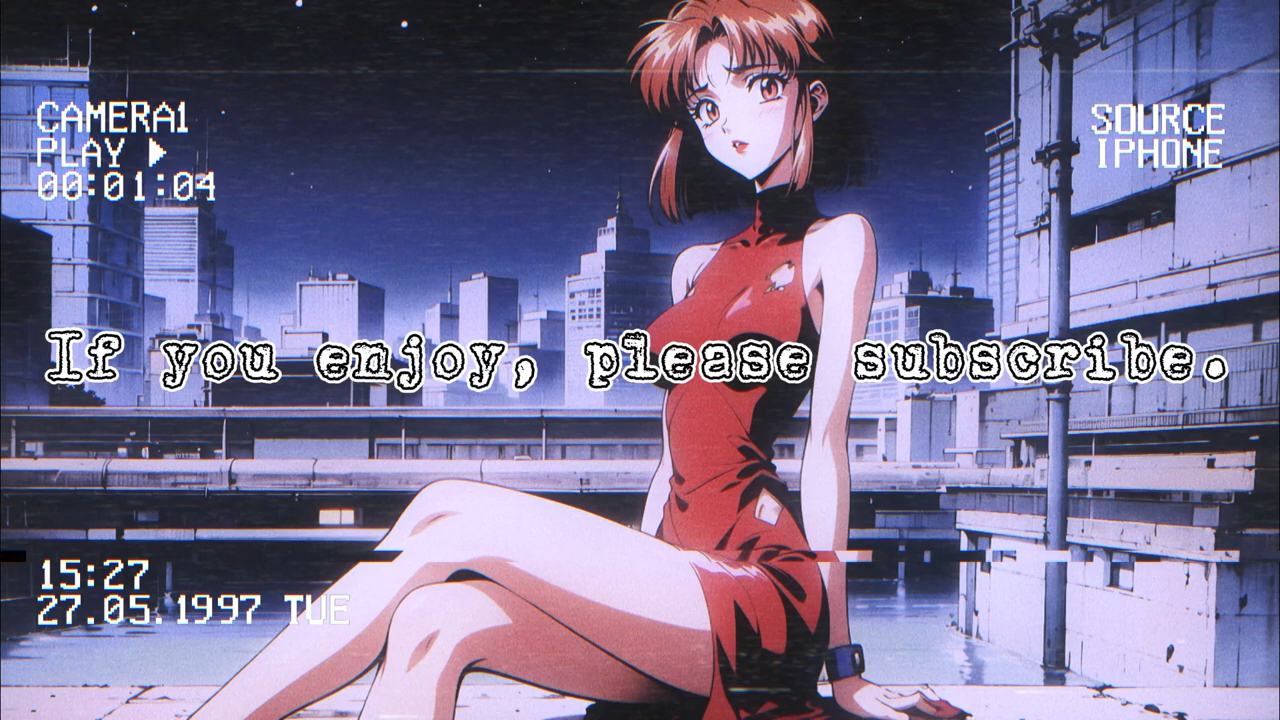 CAMERA1
PLAY ▶
00:01:04
SOURCE
IPHONE
If you enjoy, please subscribe.
15:27
27.05.1997 TUE